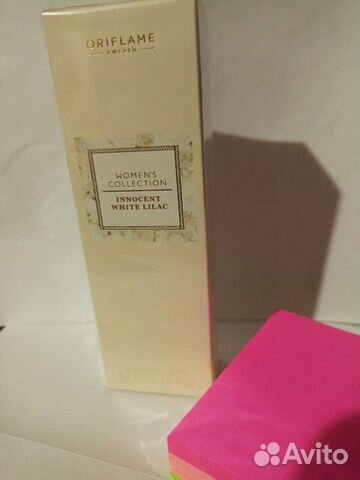 ORIFLAME
SWEDEN
WOMEN'S
COLLECTION
INNOCENT
WHITE LILAC
Avito